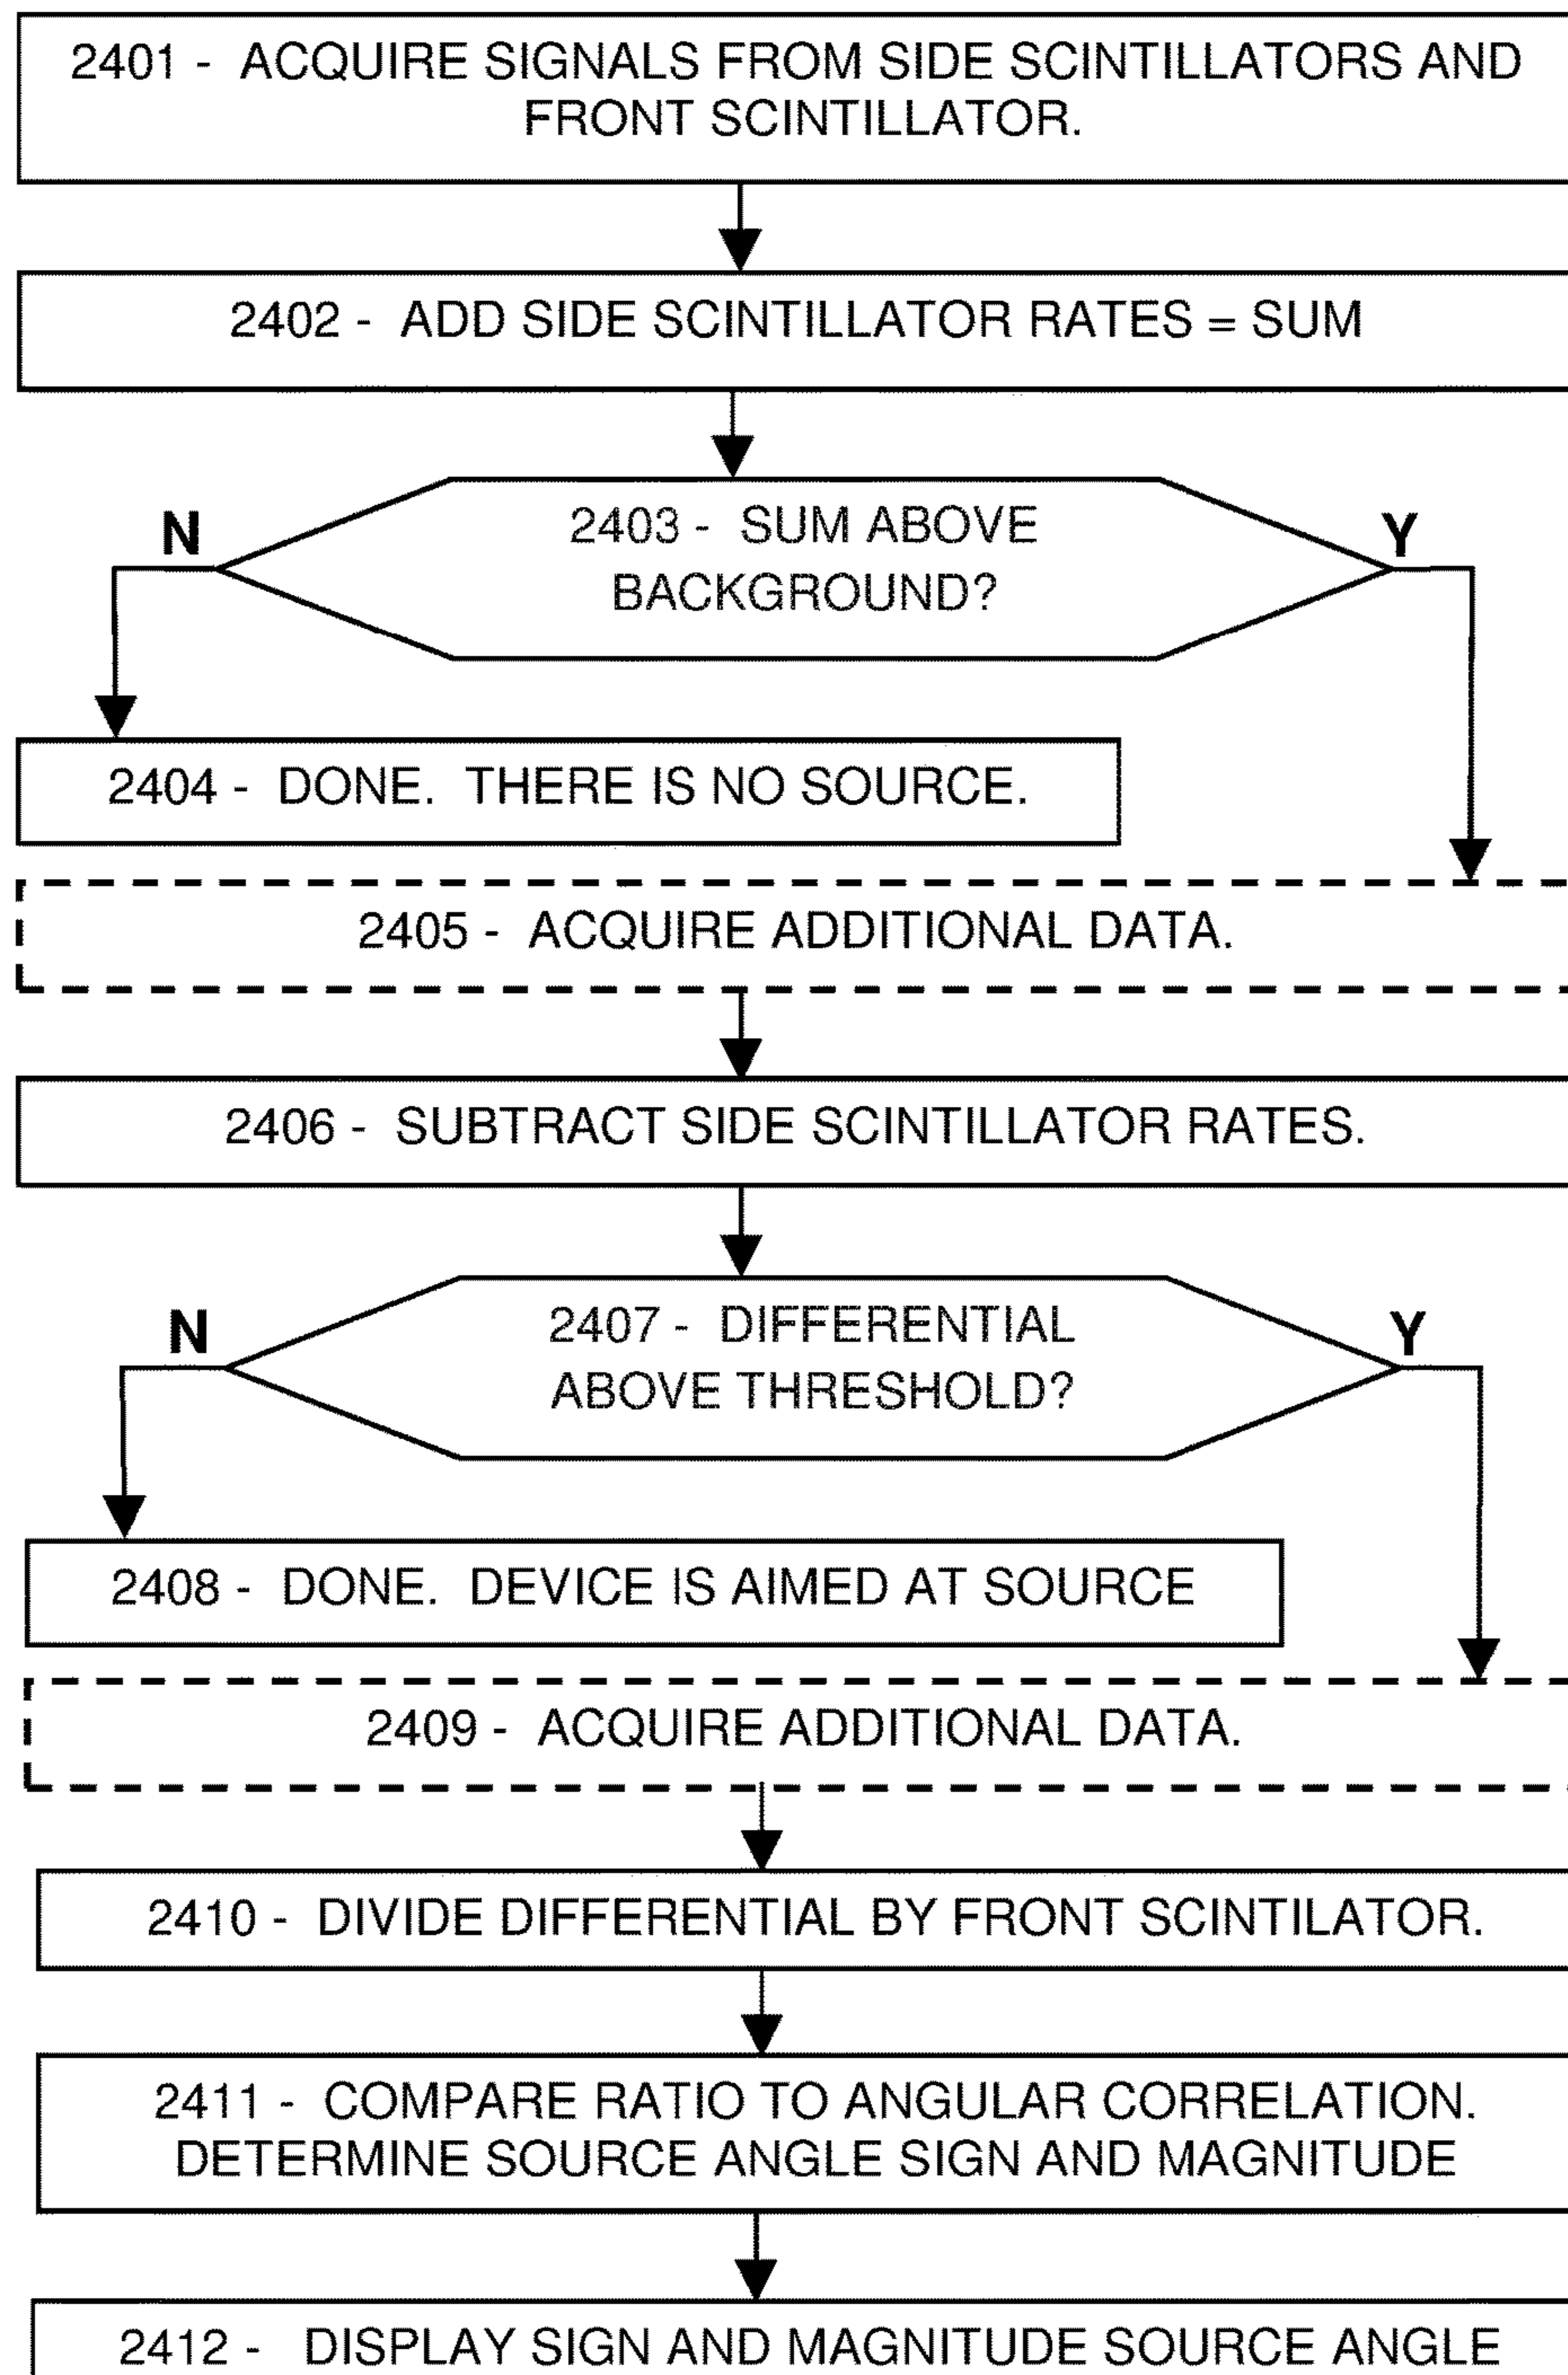 2401 - ACQUIRE SIGNALS FROM SIDE SCINTILLATORS AND
FRONT SCINTILLATOR.
2402 - ADD SIDE SCINTILLATOR RATES = SUM
2403 - SUM ABOVE
BACKGROUND?
N
Y
2404 - DONE. THERE IS NO SOURCE.
2405 - ACQUIRE ADDITIONAL DATA.
2406 - SUBTRACT SIDE SCINTILLATOR RATES.
2407 - DIFFERENTIAL
ABOVE THRESHOLD?
N
Y
2408 - DONE. DEVICE IS AIMED AT SOURCE
2409 - ACQUIRE ADDITIONAL DATA.
2410 - DIVIDE DIFFERENTIAL BY FRONT SCINTILATOR.
2411 - COMPARE RATIO TO ANGULAR CORRELATION.
DETERMINE SOURCE ANGLE SIGN AND MAGNITUDE
2412 - DISPLAY SIGN AND MAGNITUDE SOURCE ANGLE